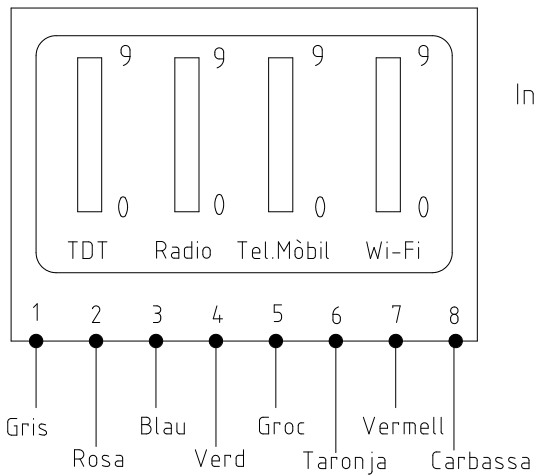 9 9 9 9
In
0 0 0 0
TDT Radio Tel.Mòbil Wi-Fi
1 2 3 4 5 6 7 8
Gris Blau Groc Vermell
Rosa Verd Taronja Carbassa